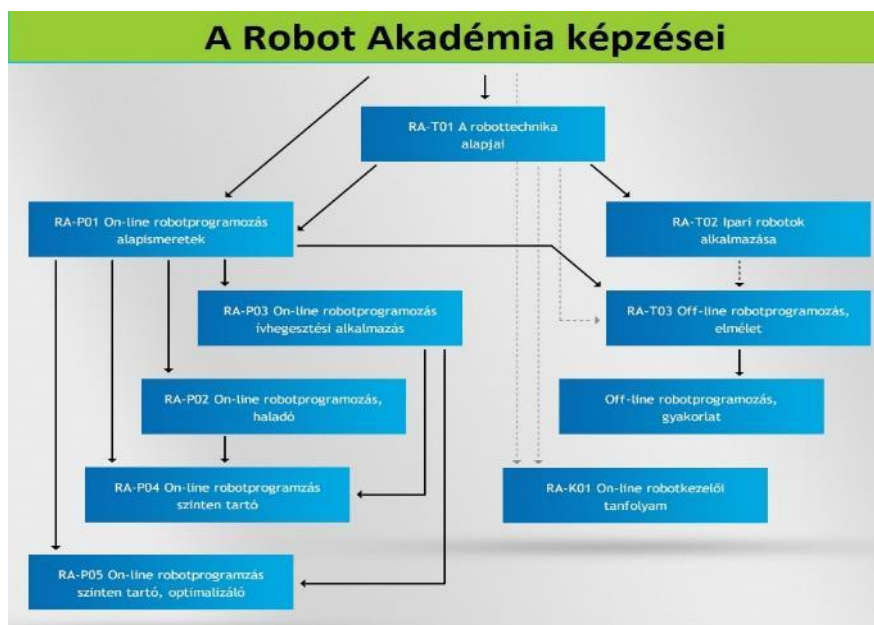 A Robot Akadémia képzései
RA-T01 A robottechnika
alapjai
RA-P01 On-line robotprogramozás
alapismeretek
RA-T02 Ipari robotok
alkalmazása
RA-P03 On-line robotprogramozás
ívhegesztési alkalmazás
RA-T03 Off-line robotprogramozás,
elmélet
RA-P02 On-line robotprogramozás,
haladó
Off-line robotprogramozás,
gyakorlat
RA-P04 On-line robotprogramzás
szinten tartó
RA-K01 On-line robotkezelői
tanfolyam
RA-P05 On-line robotprogramzás
szinten tartó, optimalizáló